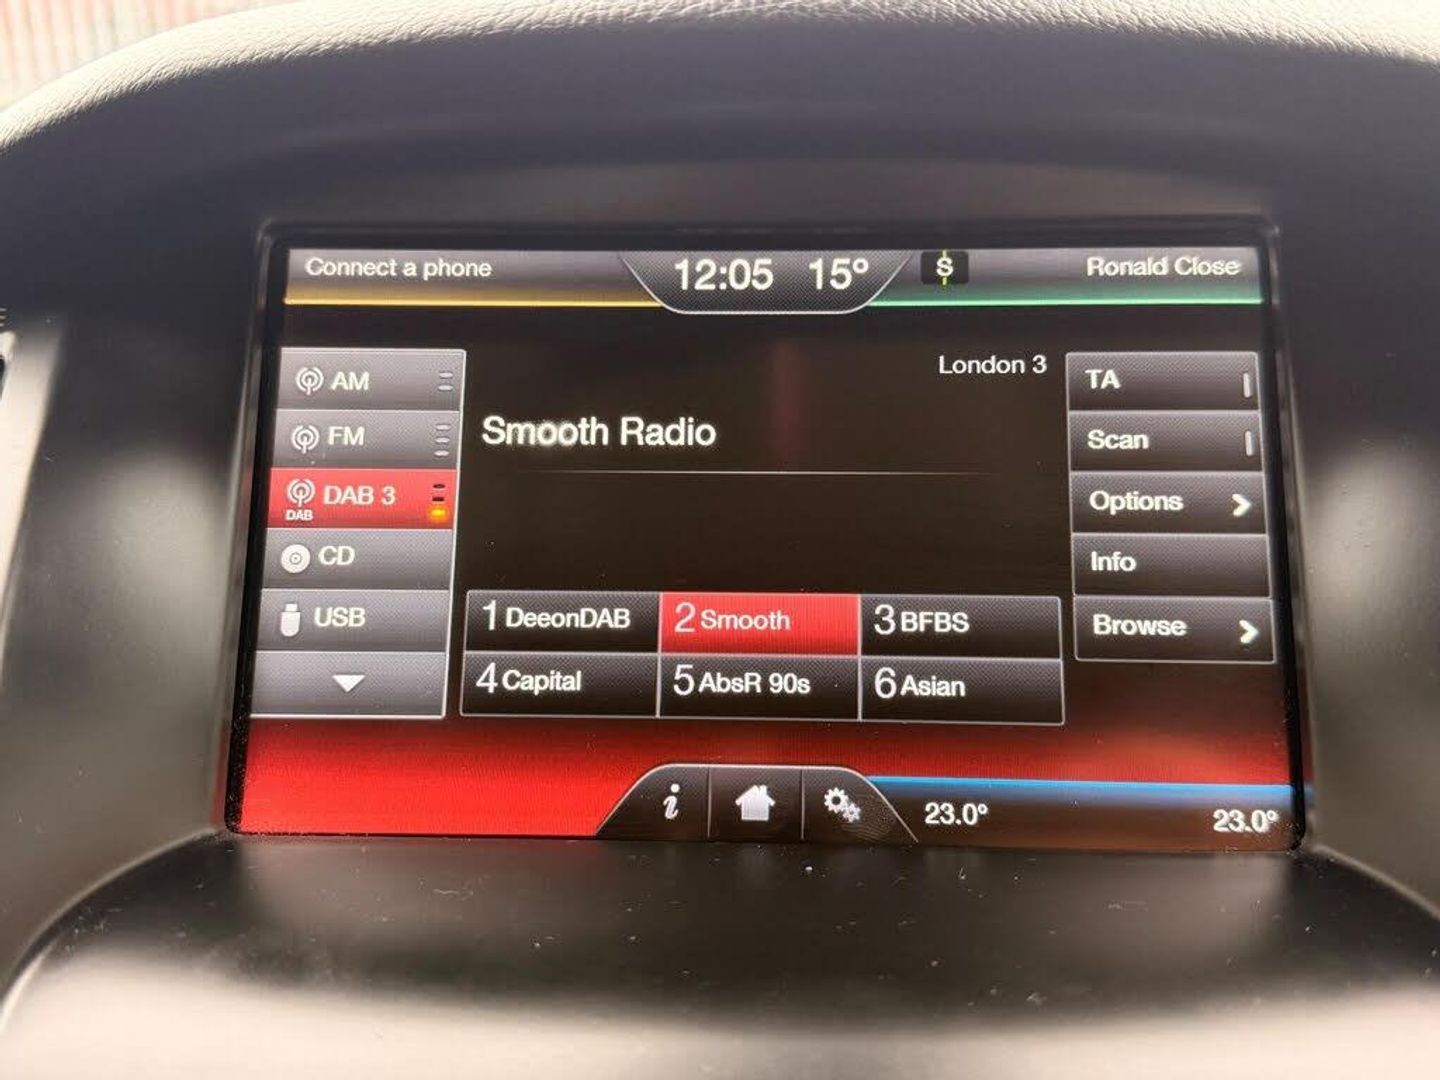 Connect a phone
12:05 15°
S
Ronald Close
AM
FM
DAB 3
DAB
CD
USB
London 3
Smooth Radio
1 DeeonDAB
2 Smooth
3 BFBS
4 Capital
5 AbsR 90s
6 Asian
TA
Scan
Options
Info
Browse
i
23.0°
23.0°